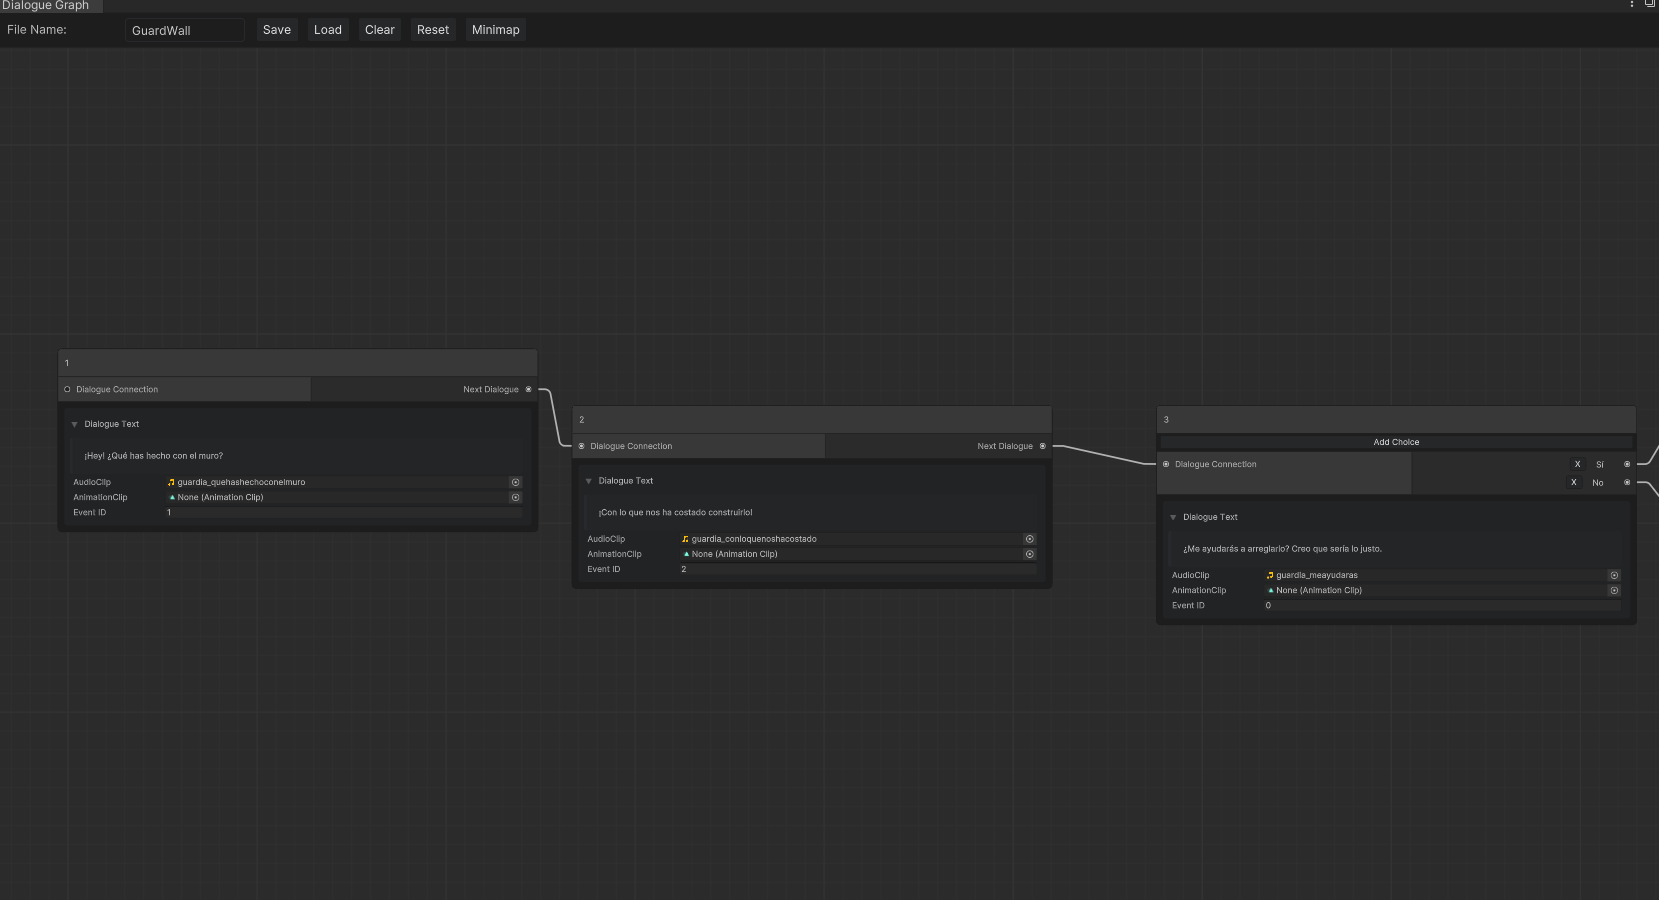 Dialogue Graph
File Name: GuardWall Save Load Clear Reset Minimap
1
Dialogue Connection Next Dialogue
Dialogue Text
¡Hey! ¿Qué has hecho con el muro?
AudioClip guardia_quehashechoconelmuro
AnimationClip None (Animation Clip)
Event ID 1
2
Dialogue Connection Next Dialogue
Dialogue Text
¡Con lo que nos ha costado construirlo!
AudioClip guardia_conloquenoshacostado
AnimationClip None (Animation Clip)
Event ID 2
3
Add Choice
Dialogue Connection X Sí
X No
Dialogue Text
¿Me ayudarás a arreglarlo? Creo que sería lo justo.
AudioClip guardia_meayudaras
AnimationClip None (Animation Clip)
Event ID 0